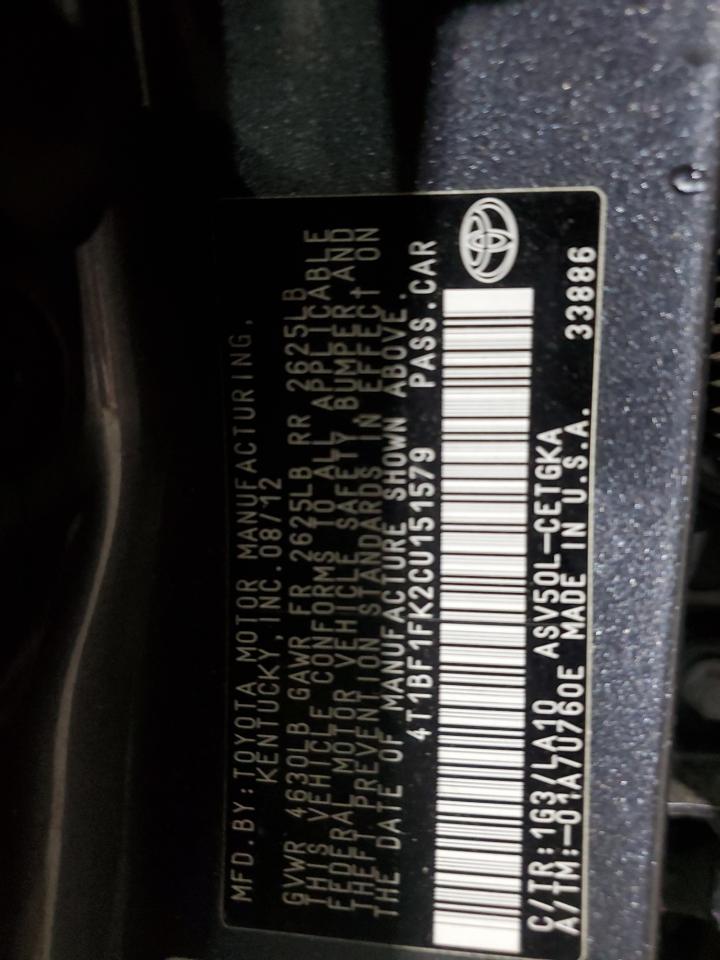 MFD.BY:TOYOTA MOTOR MANUFACTURING,
KENTUCKY,INC.08/12
GVWR 4630LB GAWR FR 2625LB RR 2625LB
THIS VEHICLE CONFORMS TO ALL APPLICABLE
FEDERAL MOTOR VEHICLE SAFETY, BUMPER AND
THEFT PREVENTION STANDARDS IN EFFECT ON
THE DATE OF MANUFACTURE SHOWN ABOVE.
4T1BF1FK2CU151579 PASS.CAR
C/TR:1G3/LA10 ASV50L-CETGKA
A/TM:-01A70760E MADE IN U.S.A. 33886